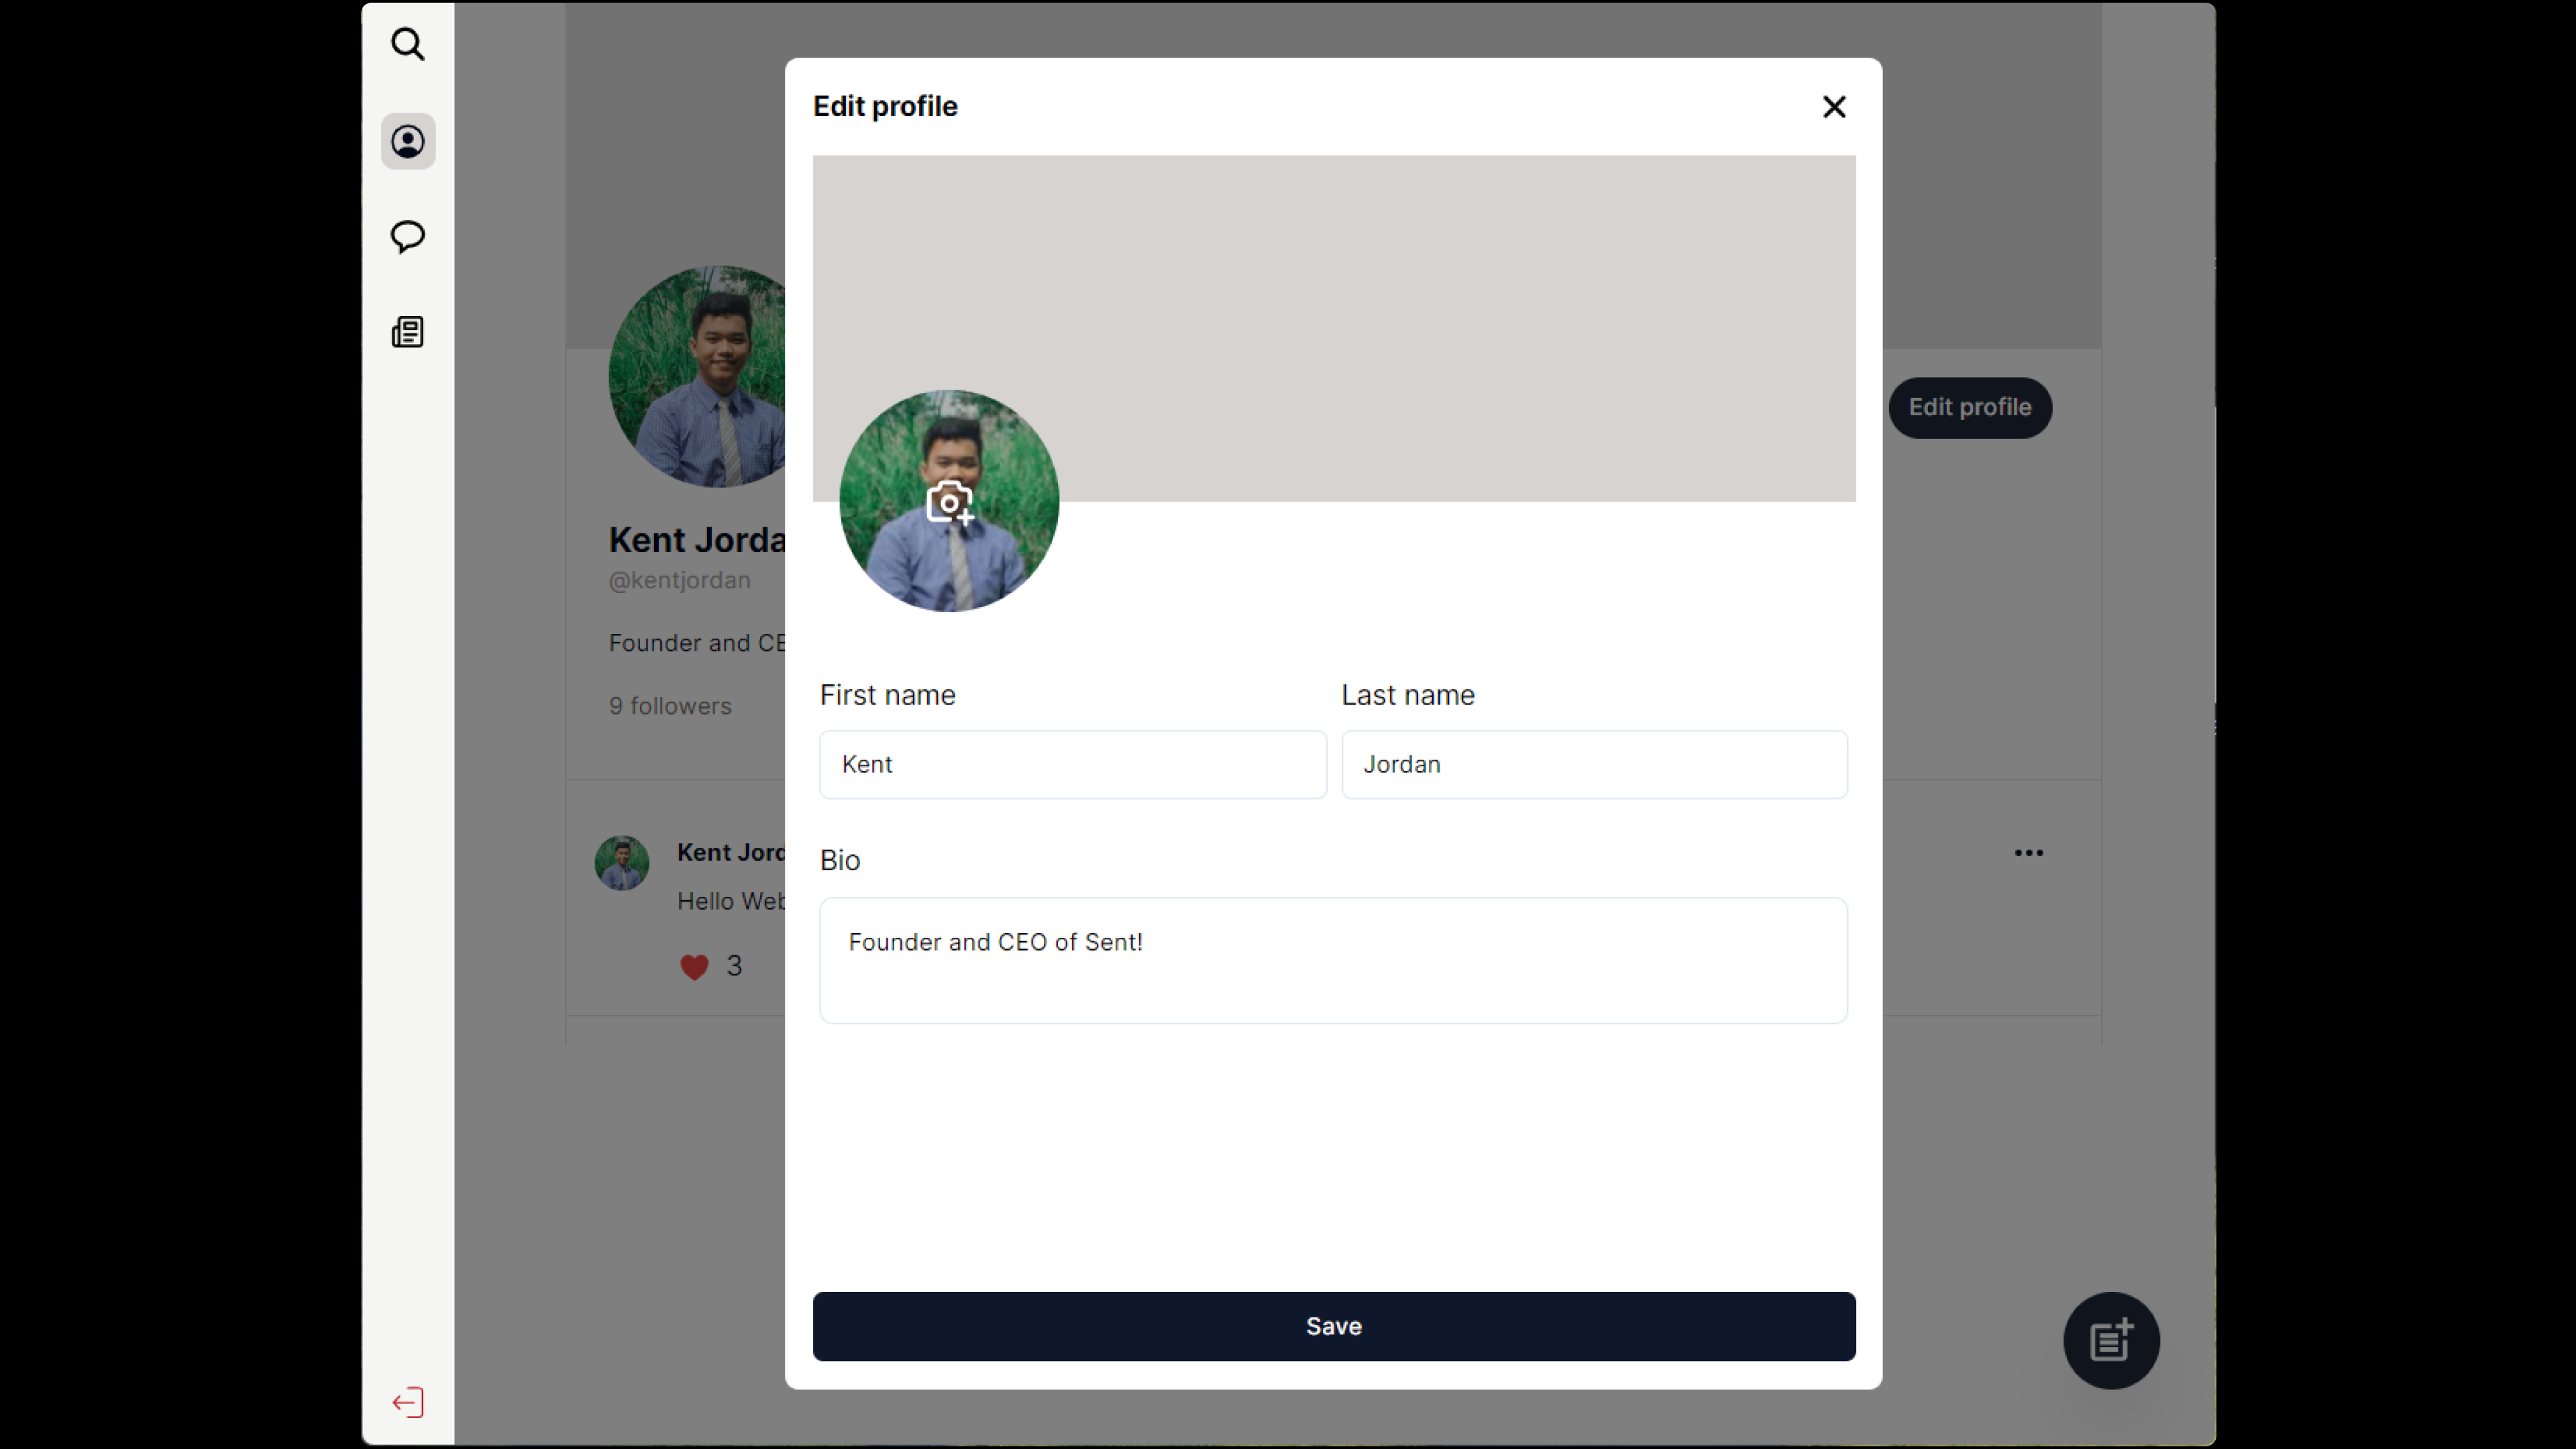 Edit profile
Edit profile
Kent Jorda
@kentjordan
Founder and CE
9 followers
First name
Last name
Kent
Jordan
Kent Jord
Hello Web
3
Bio
Founder and CEO of Sent!
Save